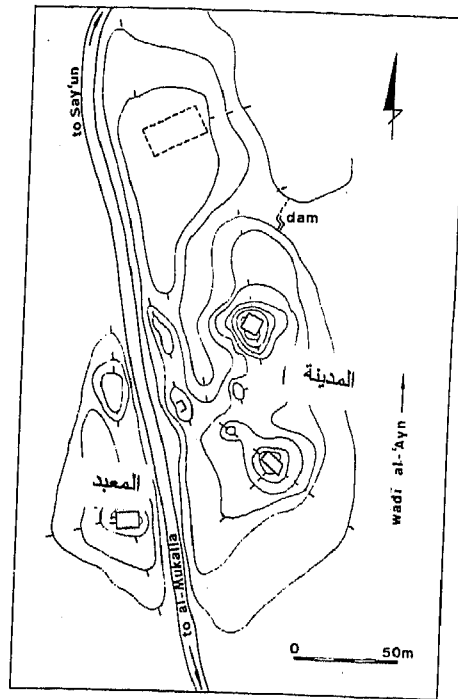 to Say'un
dam
المدينة
wadi al-'Ayn
المعبد
to al-Mukalla
0 50m